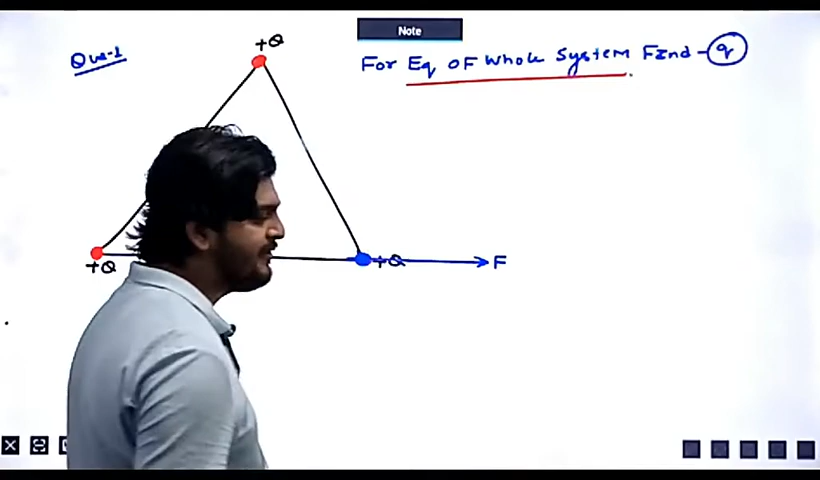 Note
Que-1
+Q
For Eq OF Whole System Find - q
+Q
+Q
F